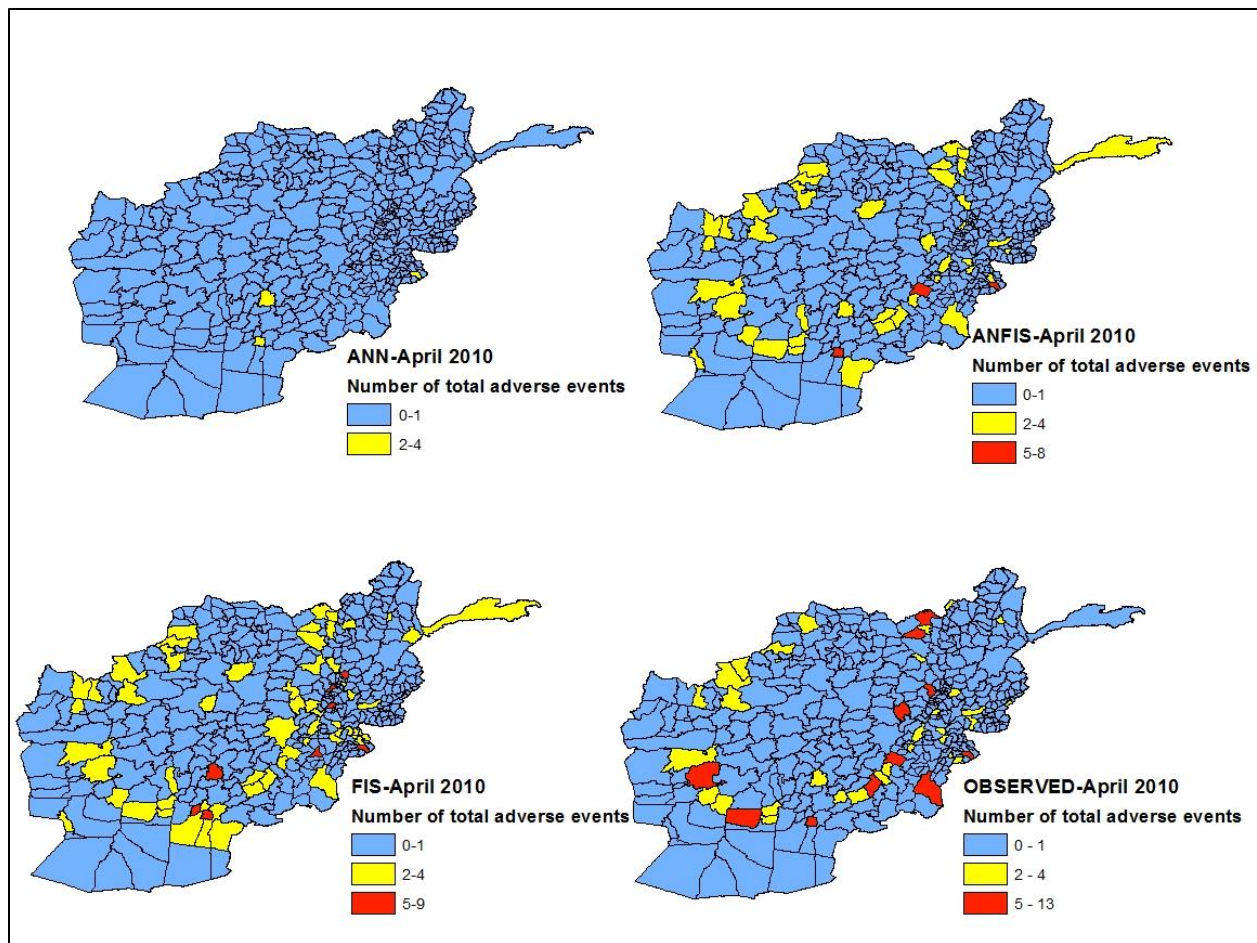 ANN-April 2010
Number of total adverse events
0-1
2-4
ANFIS-April 2010
Number of total adverse events
0-1
2-4
5-8
FIS-April 2010
Number of total adverse events
0-1
2-4
5-9
OBSERVED-April 2010
Number of total adverse events
0 - 1
2 - 4
5 - 13